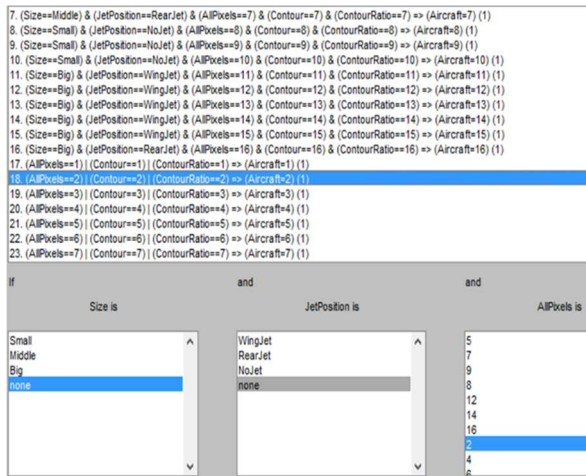 7. (Size==Middle) & (JetPosition==RearJet) & (AllPixels==7) & (Contour==7) & (ContourRatio==7) => (Aircraft=7) (1)
8. (Size==Small) & (JetPosition==NoJet) & (AllPixels==8) & (Contour==8) & (ContourRatio==8) => (Aircraft=8) (1)
9. (Size==Small) & (JetPosition==NoJet) & (AllPixels==9) & (Contour==9) & (ContourRatio==9) => (Aircraft=9) (1)
10. (Size==Small) & (JetPosition==NoJet) & (AllPixels==10) & (Contour==10) & (ContourRatio==10) => (Aircraft=10) (1)
11. (Size==Big) & (JetPosition==WingJet) & (AllPixels==11) & (Contour==11) & (ContourRatio==11) => (Aircraft=11) (1)
12. (Size==Big) & (JetPosition==WingJet) & (AllPixels==12) & (Contour==12) & (ContourRatio==12) => (Aircraft=12) (1)
13. (Size==Big) & (JetPosition==WingJet) & (AllPixels==13) & (Contour==13) & (ContourRatio==13) => (Aircraft=13) (1)
14. (Size==Big) & (JetPosition==WingJet) & (AllPixels==14) & (Contour==14) & (ContourRatio==14) => (Aircraft=14) (1)
15. (Size==Big) & (JetPosition==WingJet) & (AllPixels==15) & (Contour==15) & (ContourRatio==15) => (Aircraft=15) (1)
16. (Size==Big) & (JetPosition==RearJet) & (AllPixels==16) & (Contour==16) & (ContourRatio==16) => (Aircraft=16) (1)
17. (AllPixels==1) | (Contour==1) | (ContourRatio==1) => (Aircraft=1) (1)
18. (AllPixels==2) | (Contour==2) | (ContourRatio==2) => (Aircraft=2) (1)
19. (AllPixels==3) | (Contour==3) | (ContourRatio==3) => (Aircraft=3) (1)
20. (AllPixels==4) | (Contour==4) | (ContourRatio==4) => (Aircraft=4) (1)
21. (AllPixels==5) | (Contour==5) | (ContourRatio==5) => (Aircraft=5) (1)
22. (AllPixels==6) | (Contour==6) | (ContourRatio==6) => (Aircraft=6) (1)
23. (AllPixels==7) | (Contour==7) | (ContourRatio==7) => (Aircraft=7) (1)
If and and
Size is JetPosition is AllPixels is
Small
Middle
Big
none
WingJet
RearJet
NoJet
none
5
7
9
8
12
14
16
2
4
6